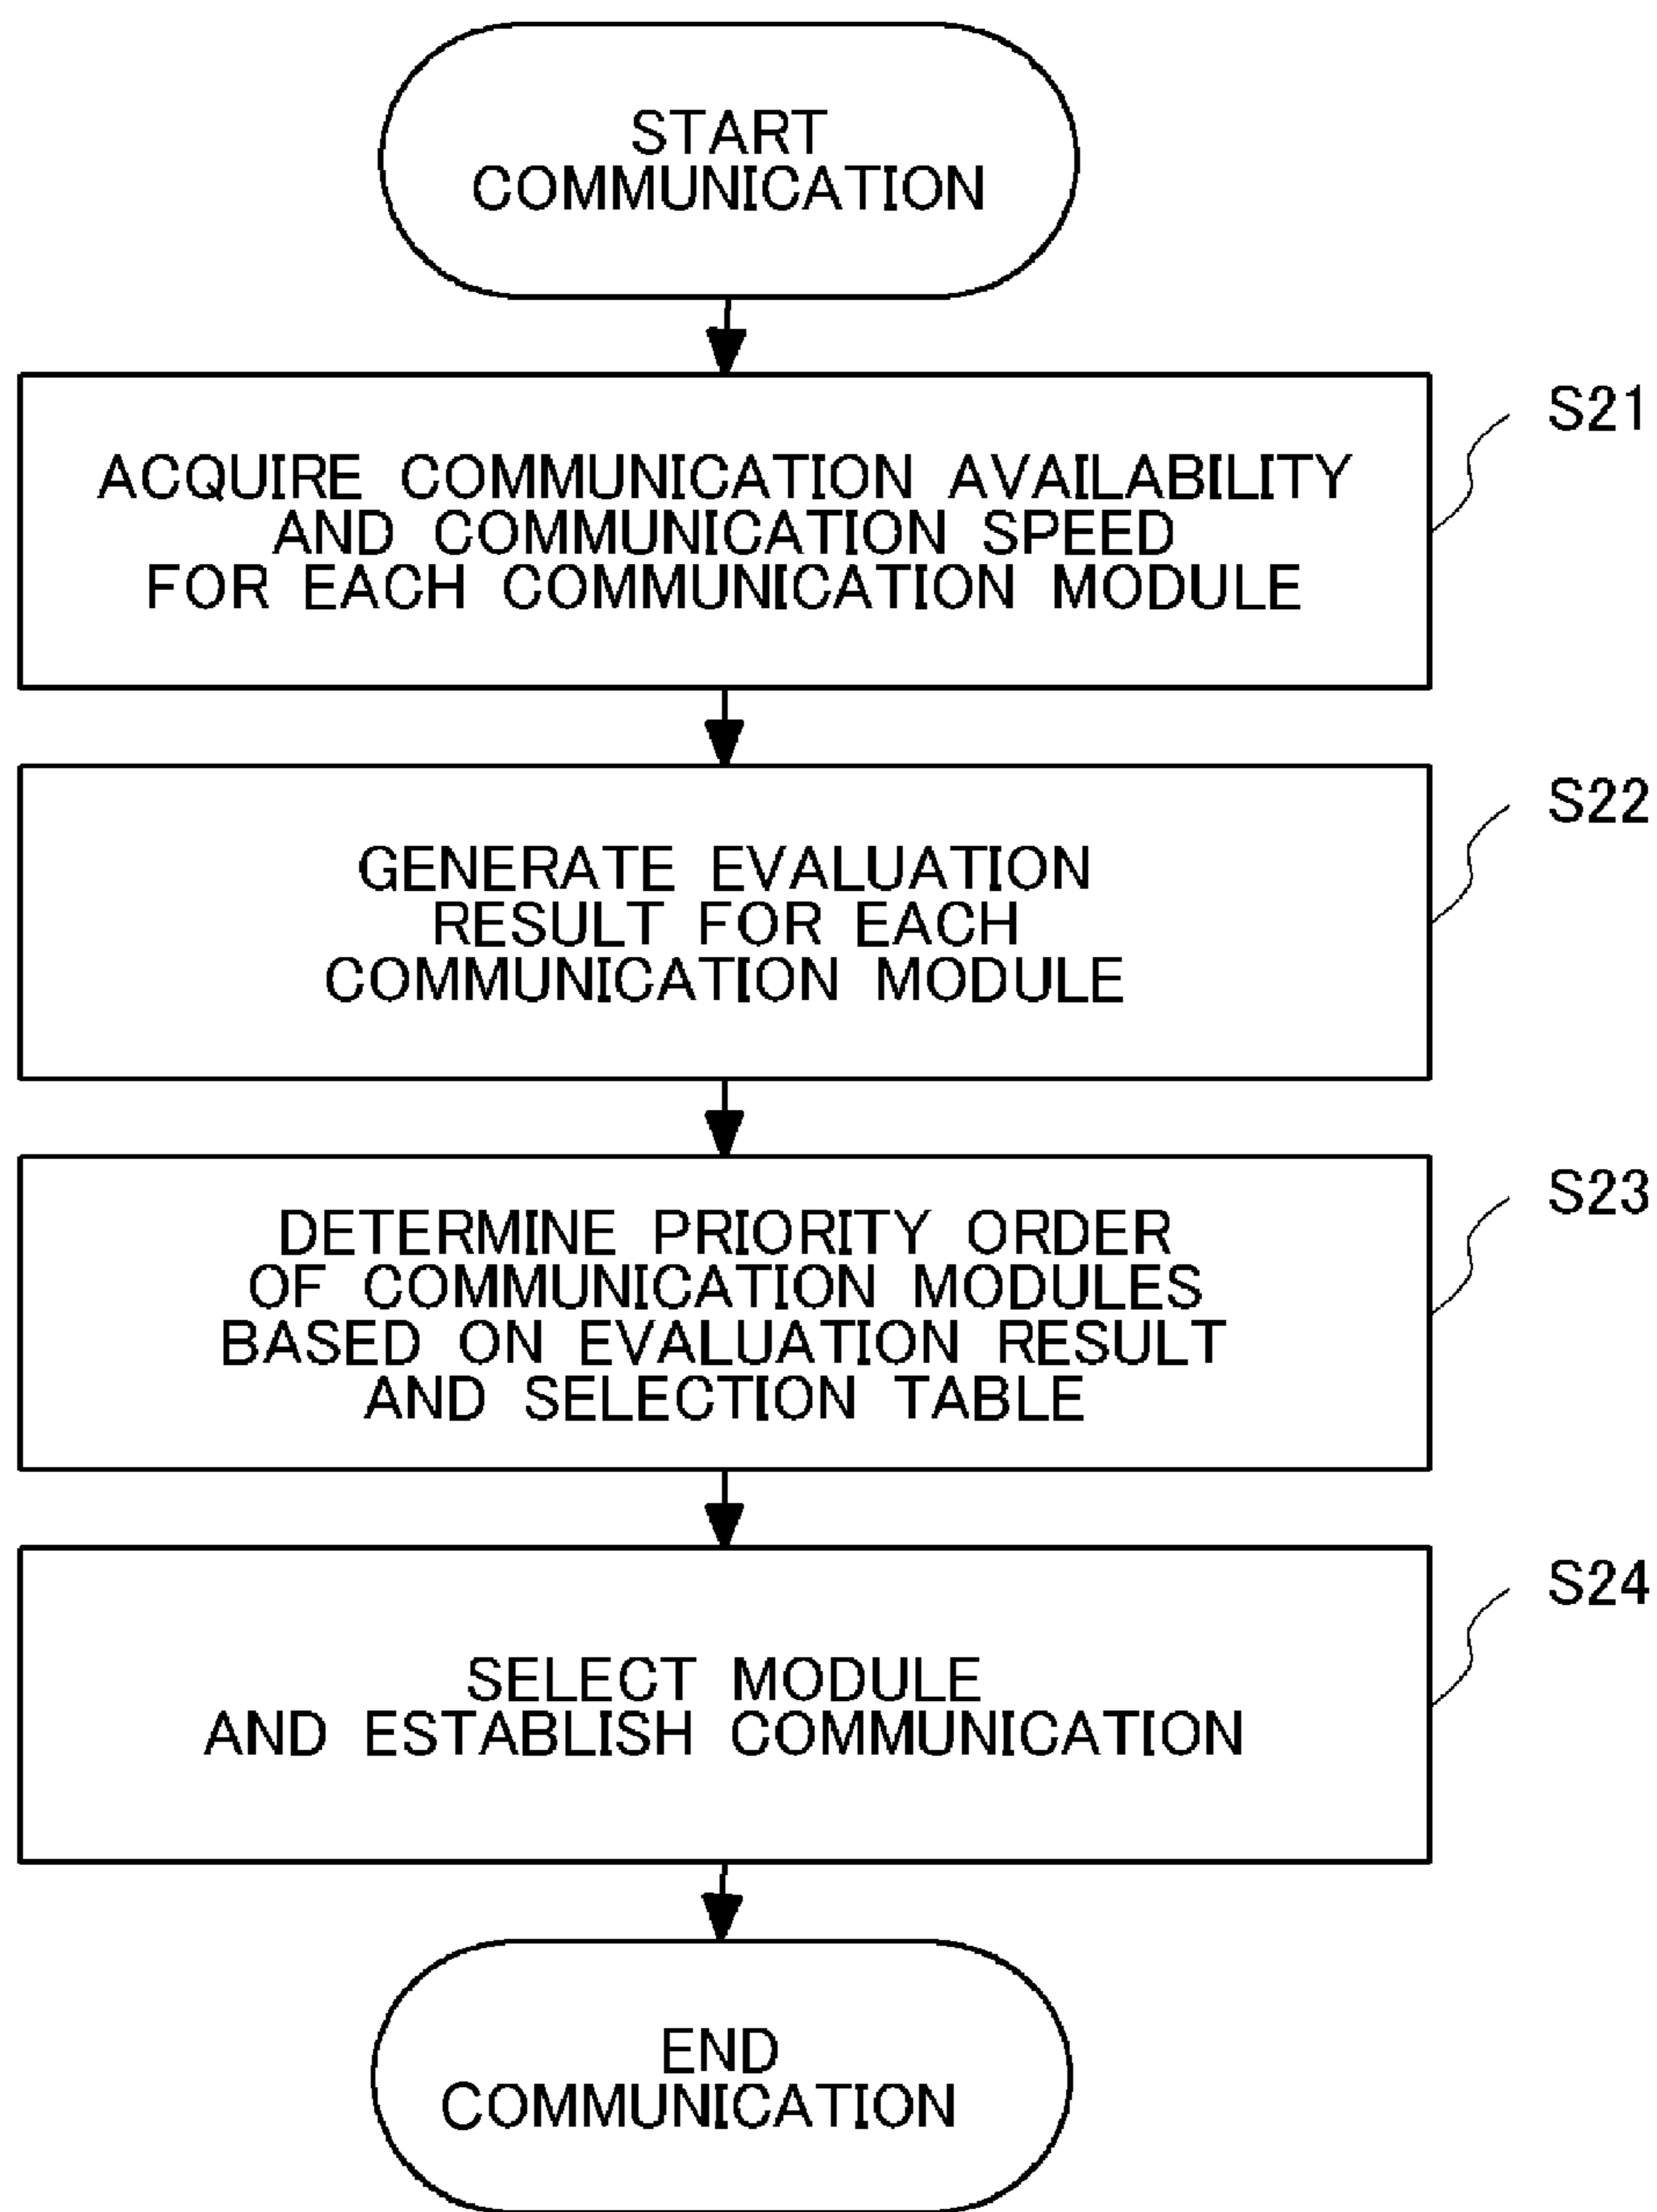 START
COMMUNICATION
S21
ACQUIRE COMMUNICATION AVAILABILITY
AND COMMUNICATION SPEED
FOR EACH COMMUNICATION MODULE
S22
GENERATE EVALUATION
RESULT FOR EACH
COMMUNICATION MODULE
S23
DETERMINE PRIORITY ORDER
OF COMMUNICATION MODULES
BASED ON EVALUATION RESULT
AND SELECTION TABLE
S24
SELECT MODULE
AND ESTABLISH COMMUNICATION
END
COMMUNICATION